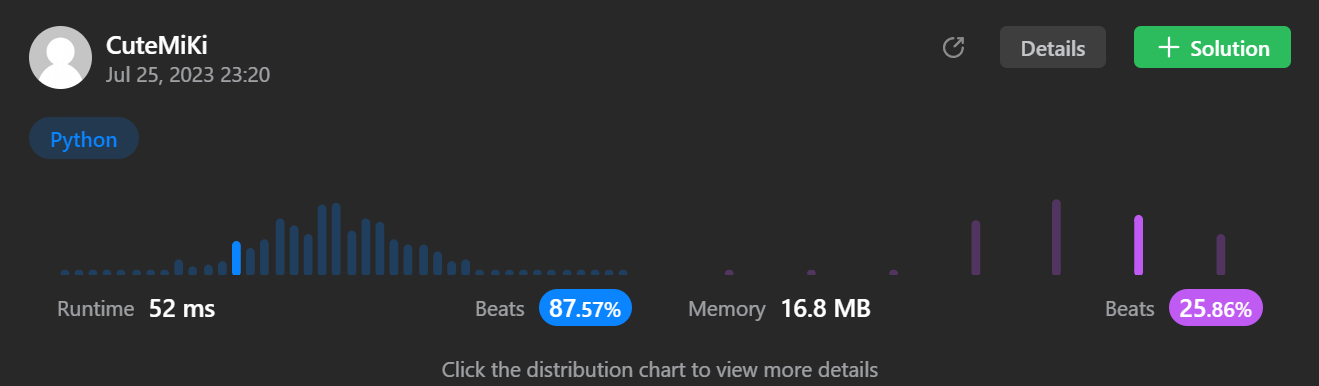 CuteMiKi
Jul 25, 2023 23:20
Details
+ Solution
Python
Runtime 52 ms Beats 87.57%
Memory 16.8 MB Beats 25.86%
Click the distribution chart to view more details